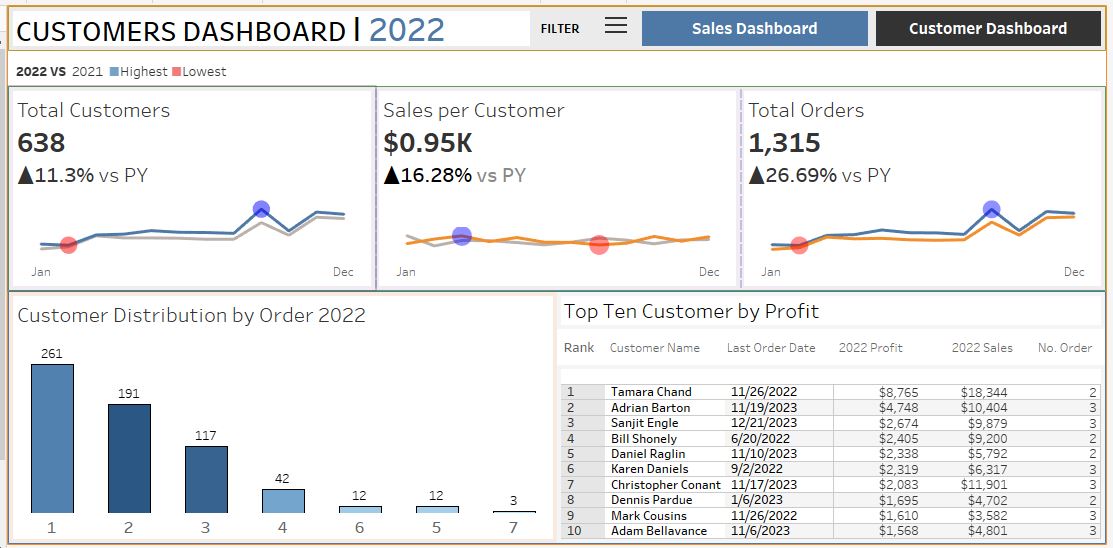 CUSTOMERS DASHBOARD | 2022
FILTER
Sales Dashboard
Customer Dashboard
2022 VS 2021 Highest Lowest
Total Customers
638
▲11.3% vs PY
Jan Dec
Sales per Customer
$0.95K
▲16.28% vs PY
Jan Dec
Total Orders
1,315
▲26.69% vs PY
Jan Dec
Customer Distribution by Order 2022
261
191
117
42
12
12
3
1 2 3 4 6 5 7
Top Ten Customer by Profit
Rank Customer Name Last Order Date 2022 Profit 2022 Sales No. Order
1 Tamara Chand 11/26/2022 $8,765 $18,344 2
2 Adrian Barton 11/19/2023 $4,748 $10,404 3
3 Sanjit Engle 12/21/2023 $2,674 $9,879 3
4 Bill Shonely 6/20/2022 $2,405 $9,200 2
5 Daniel Raglin 11/10/2023 $2,338 $5,792 2
6 Karen Daniels 9/2/2022 $2,319 $6,317 3
7 Christopher Conant 11/17/2023 $2,083 $11,901 3
8 Dennis Pardue 1/6/2023 $1,695 $4,702 2
9 Mark Cousins 11/26/2022 $1,610 $3,582 3
10 Adam Bellavance 11/6/2023 $1,568 $4,801 3